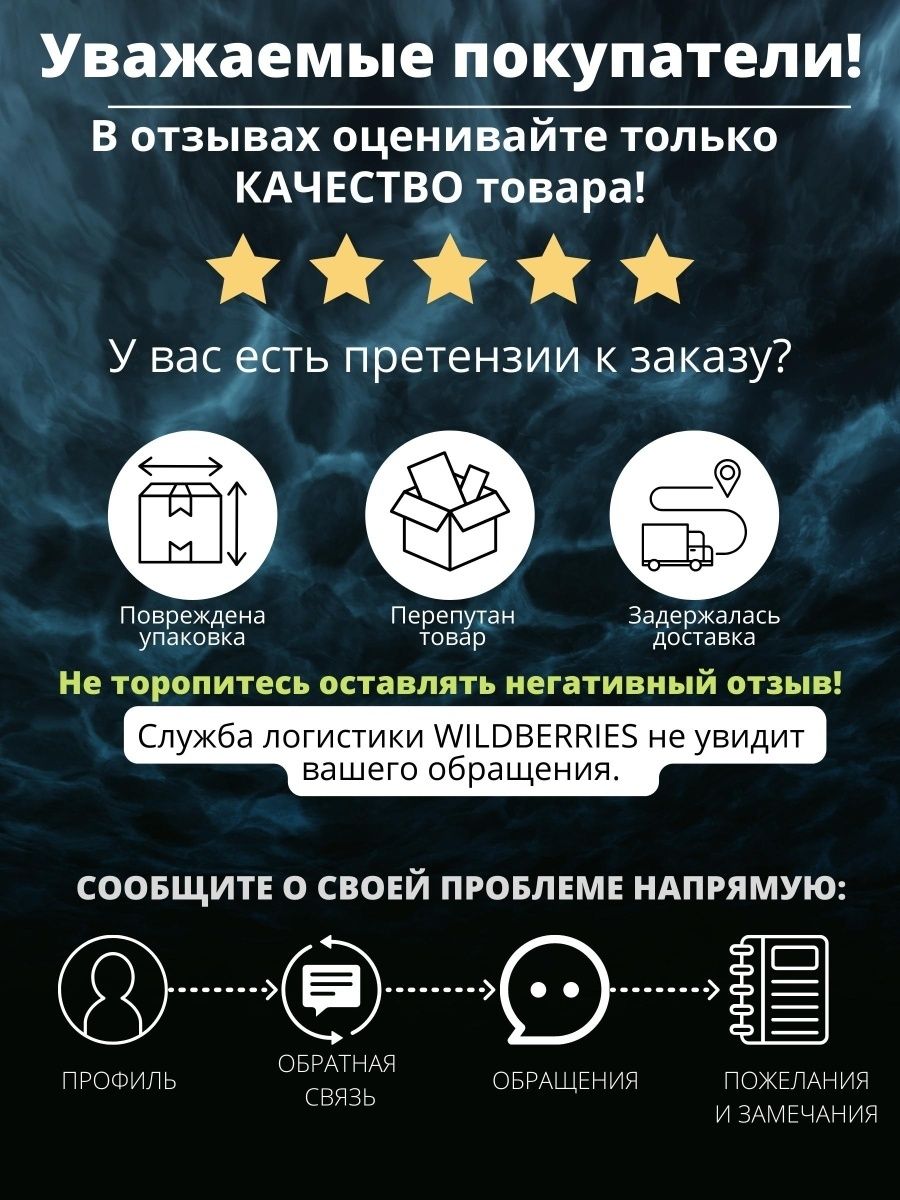 Уважаемые покупатели!
В отзывах оценивайте только
КАЧЕСТВО товара!
У вас есть претензии к заказу?
Повреждена
упаковка
Перепутан
товар
Задержалась
доставка
Не торопитесь оставлять негативный отзыв!
Служба логистики WILDBERRIES не увидит
вашего обращения.
СООБЩИТЕ О СВОЕЙ ПРОБЛЕМЕ НАПРЯМУЮ:
ПРОФИЛЬ
ОБРАТНАЯ
СВЯЗЬ
ОБРАЩЕНИЯ
ПОЖЕЛАНИЯ
И ЗАМЕЧАНИЯ